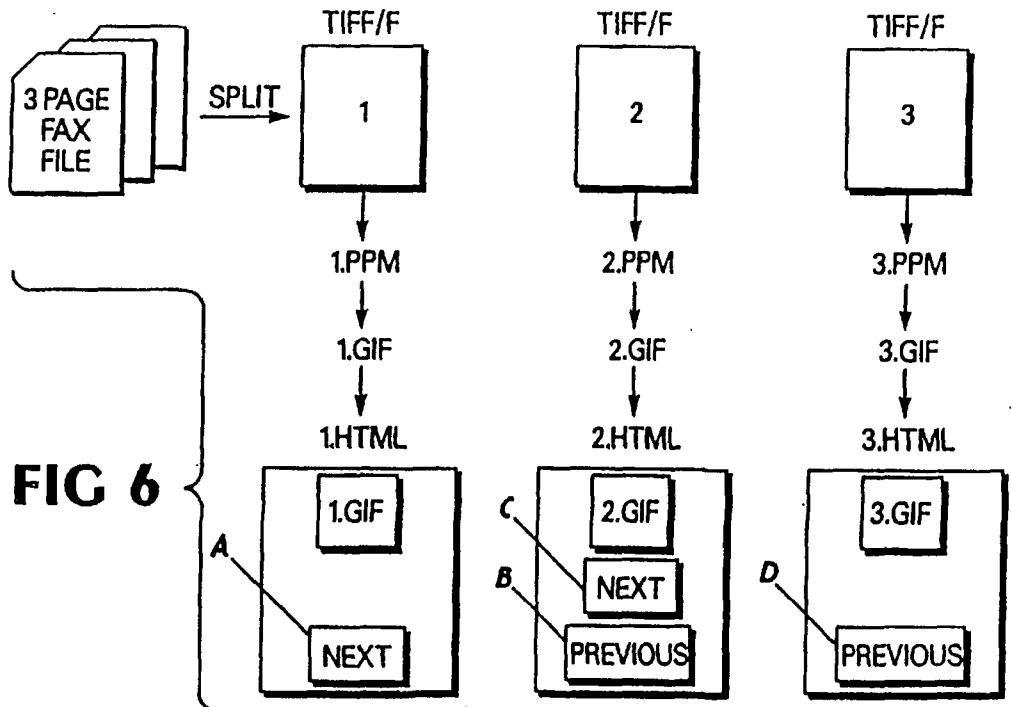 TIFF/F
TIFF/F
TIFF/F
3 PAGE
FAX
FILE
SPLIT
1
2
3
1.PPM
2.PPM
3.PPM
1.GIF
2.GIF
3.GIF
1.HTML
2.HTML
3.HTML
FIG 6
A
1.GIF
NEXT
C
B
2.GIF
NEXT
PREVIOUS
D
3.GIF
PREVIOUS